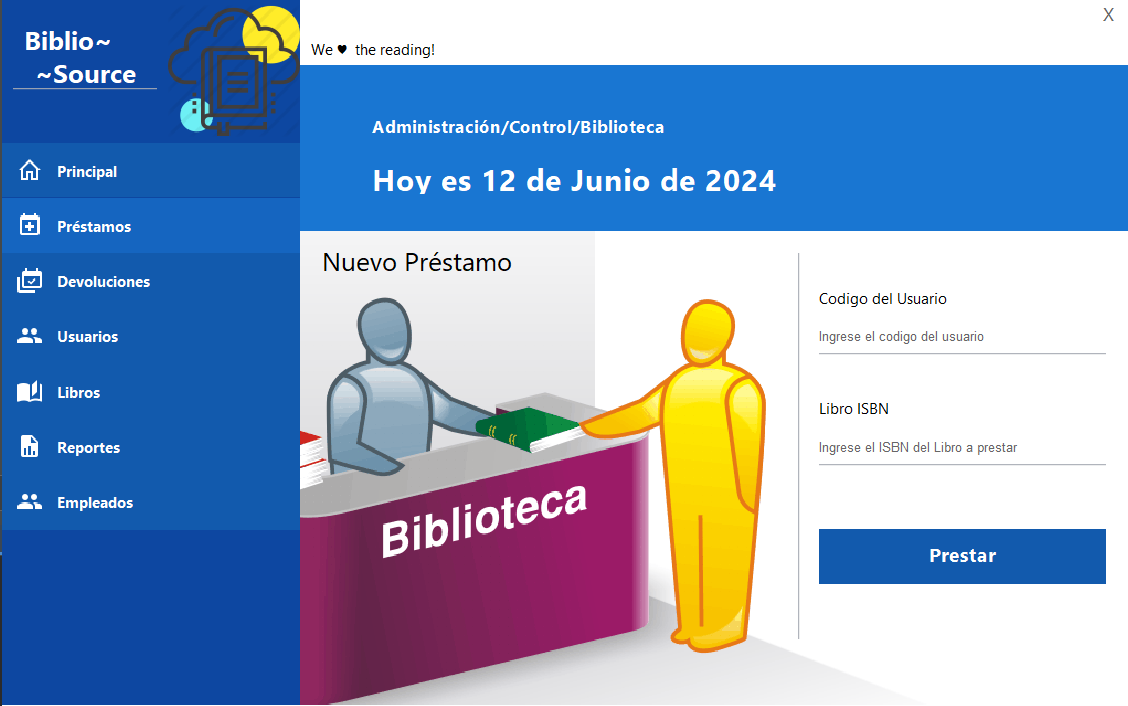 Biblio~
~Source
Principal
Préstamos
Devoluciones
Usuarios
Libros
Reportes
Empleados
X
We ♥ the reading!
Administración/Control/Biblioteca
Hoy es 12 de Junio de 2024
Nuevo Préstamo
Biblioteca
Codigo del Usuario
Ingrese el codigo del usuario
Libro ISBN
Ingrese el ISBN del Libro a prestar
Prestar